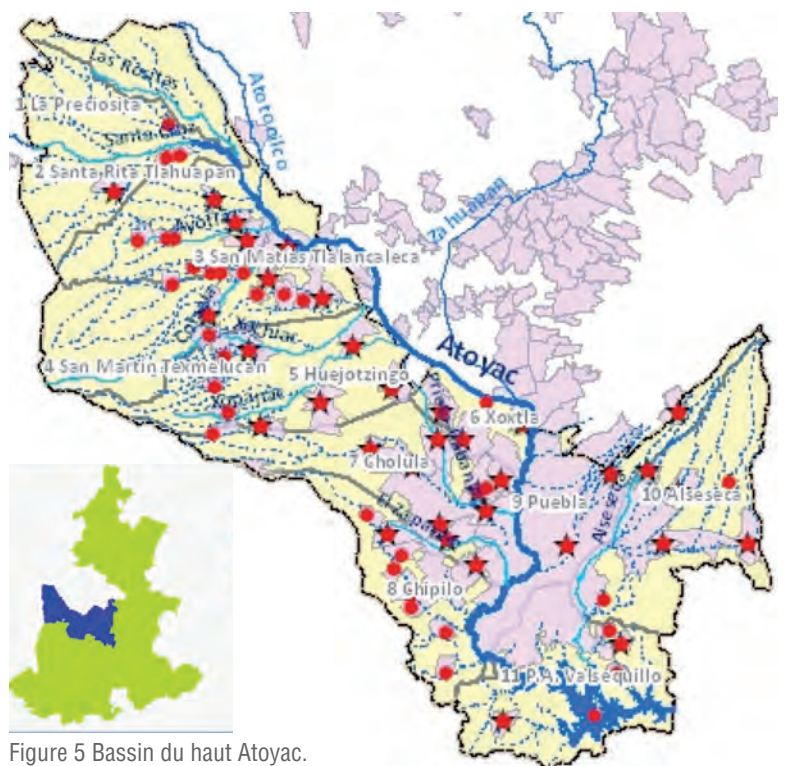 Las Rositas
Atotonilco
1 La Preciosita
Santa Cruz
2 Santa Rita Tlahuapan
Zahuapan
3 San Matías Tlalancaleca
Atoyac
4 San Martín Texmelucan
5 Huejotzingo
6 Xoxtla
7 Cholula
9 Puebla
10 Alseseca
Alseseca
8 Chipilo
11 P.A. Valsequillo
Figure 5 Bassin du haut Atoyac.